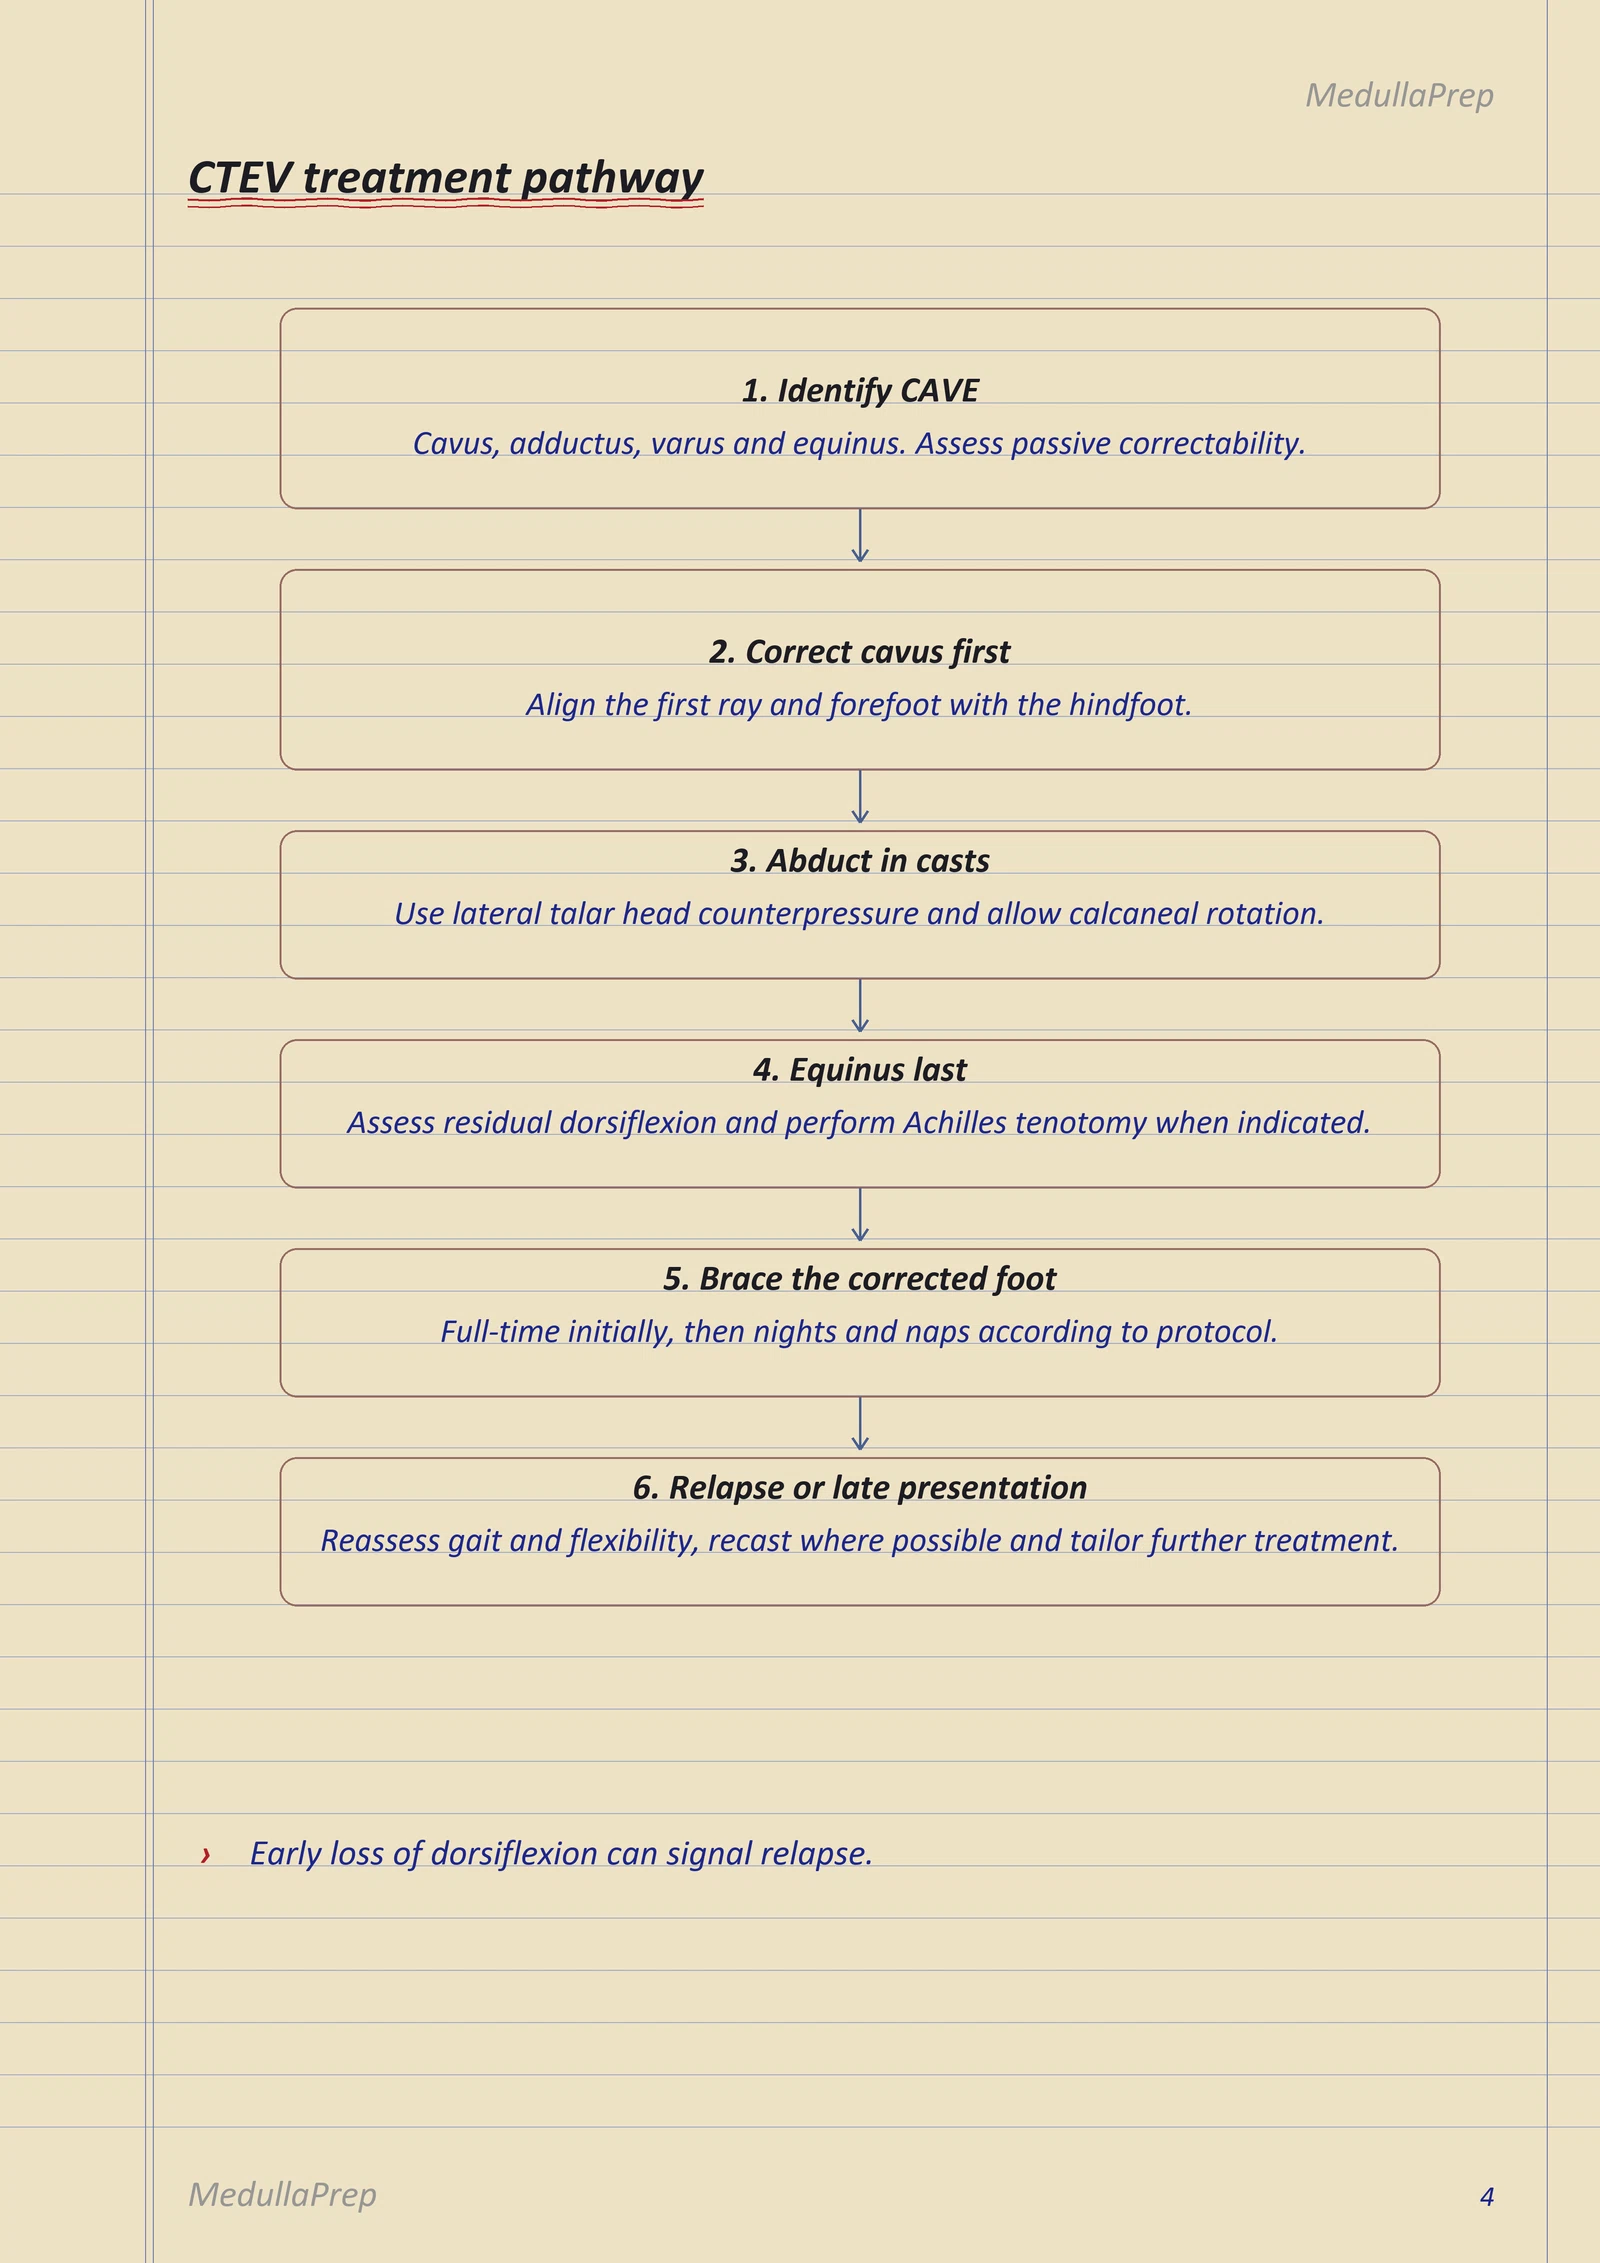 MedullaPrep
CTEV treatment pathway
1. Identify CAVE
Cavus, adductus, varus and equinus. Assess passive correctability.
2. Correct cavus first
Align the first ray and forefoot with the hindfoot.
3. Abduct in casts
Use lateral talar head counterpressure and allow calcaneal rotation.
4. Equinus last
Assess residual dorsiflexion and perform Achilles tenotomy when indicated.
5. Brace the corrected foot
Full-time initially, then nights and naps according to protocol.
6. Relapse or late presentation
Reassess gait and flexibility, recast where possible and tailor further treatment.
› Early loss of dorsiflexion can signal relapse.
MedullaPrep
4